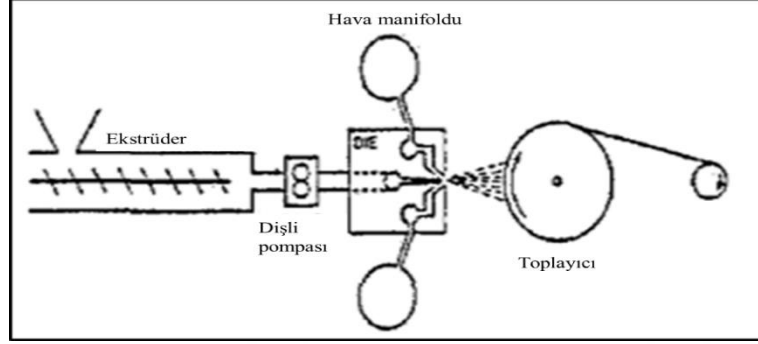 Hava manifoldu
Ekstrüder
DIE
Dişli
pompası
Toplayıcı